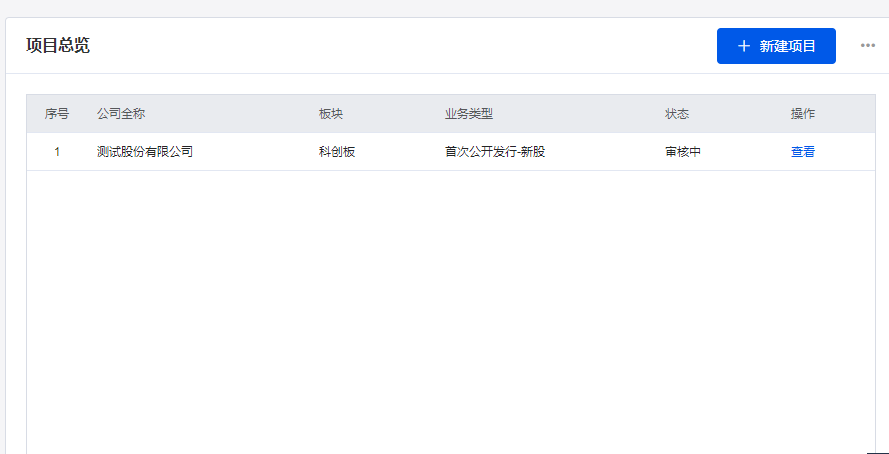 项目总览
新建项目
序号 公司全称 板块 业务类型 状态 操作
1 测试股份有限公司 科创板 首次公开发行-新股 审核中 查看